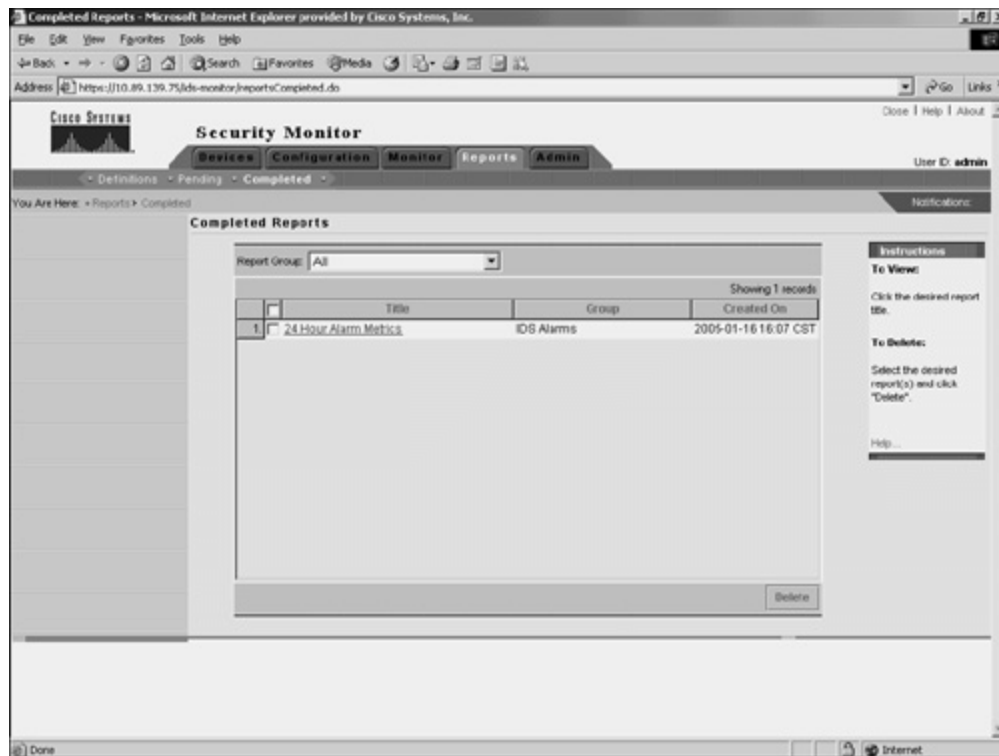 Completed Reports - Microsoft Internet Explorer provided by Cisco Systems, Inc.
File Edit View Favorites Tools Help
Back Search Favorites Media
Address https://10.89.139.75/ids-monitor/reportsCompleted.do Go Links
Cisco Systems
Close | Help | About
Security Monitor
Devices Configuration Monitor Reports Admin
User ID: admin
Definitions Pending Completed
You Are Here: Reports Completed
Notifications:
Completed Reports
Report Group: All
Showing 1 records
Title Group Created On
1. 24 Hour Alarm Metrics IDS Alarms 2005-01-16 16:07 CST
Delete
Instructions
To View:
Click the desired report
title.
To Delete:
Select the desired
report(s) and click
"Delete".
Help...
Done Internet